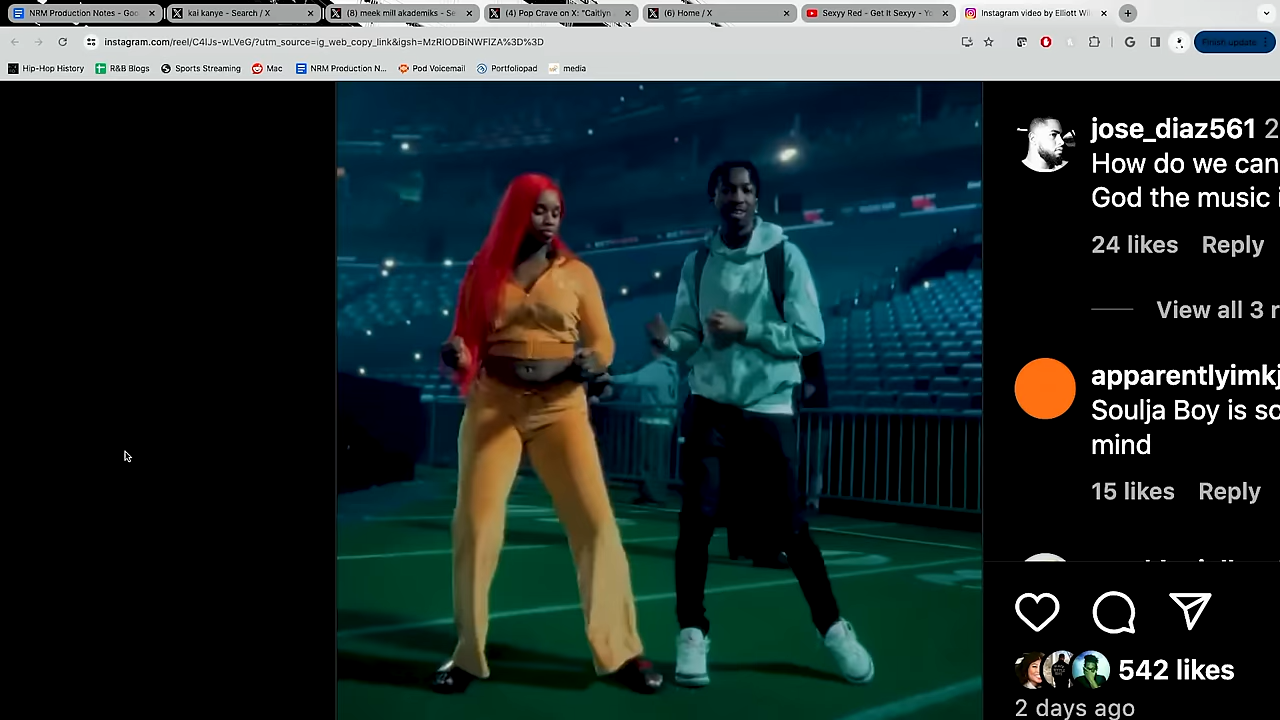 NRM Production Notes - Goo
kai kanye - Search / X
(8) meek mill akademiks - Se
(4) Pop Crave on X: "Caitlyn
(6) Home / X
Sexyy Red - Get It Sexyy - Yo
Instagram video by Elliott Wil
instagram.com/reel/C4lJs-wLVeG/?utm_source=ig_web_copy_link&igsh=MzRlODBiNWFlZA%3D%3D
Finish update
Hip-Hop History
R&B Blogs
Sports Streaming
Mac
NRM Production N...
Pod Voicemail
Portfoliopad
media
jose_diaz561 2
How do we can
God the music i
24 likes Reply
View all 3 r
apparentlyimkj
Soulja Boy is so
mind
15 likes Reply
542 likes
2 days ago